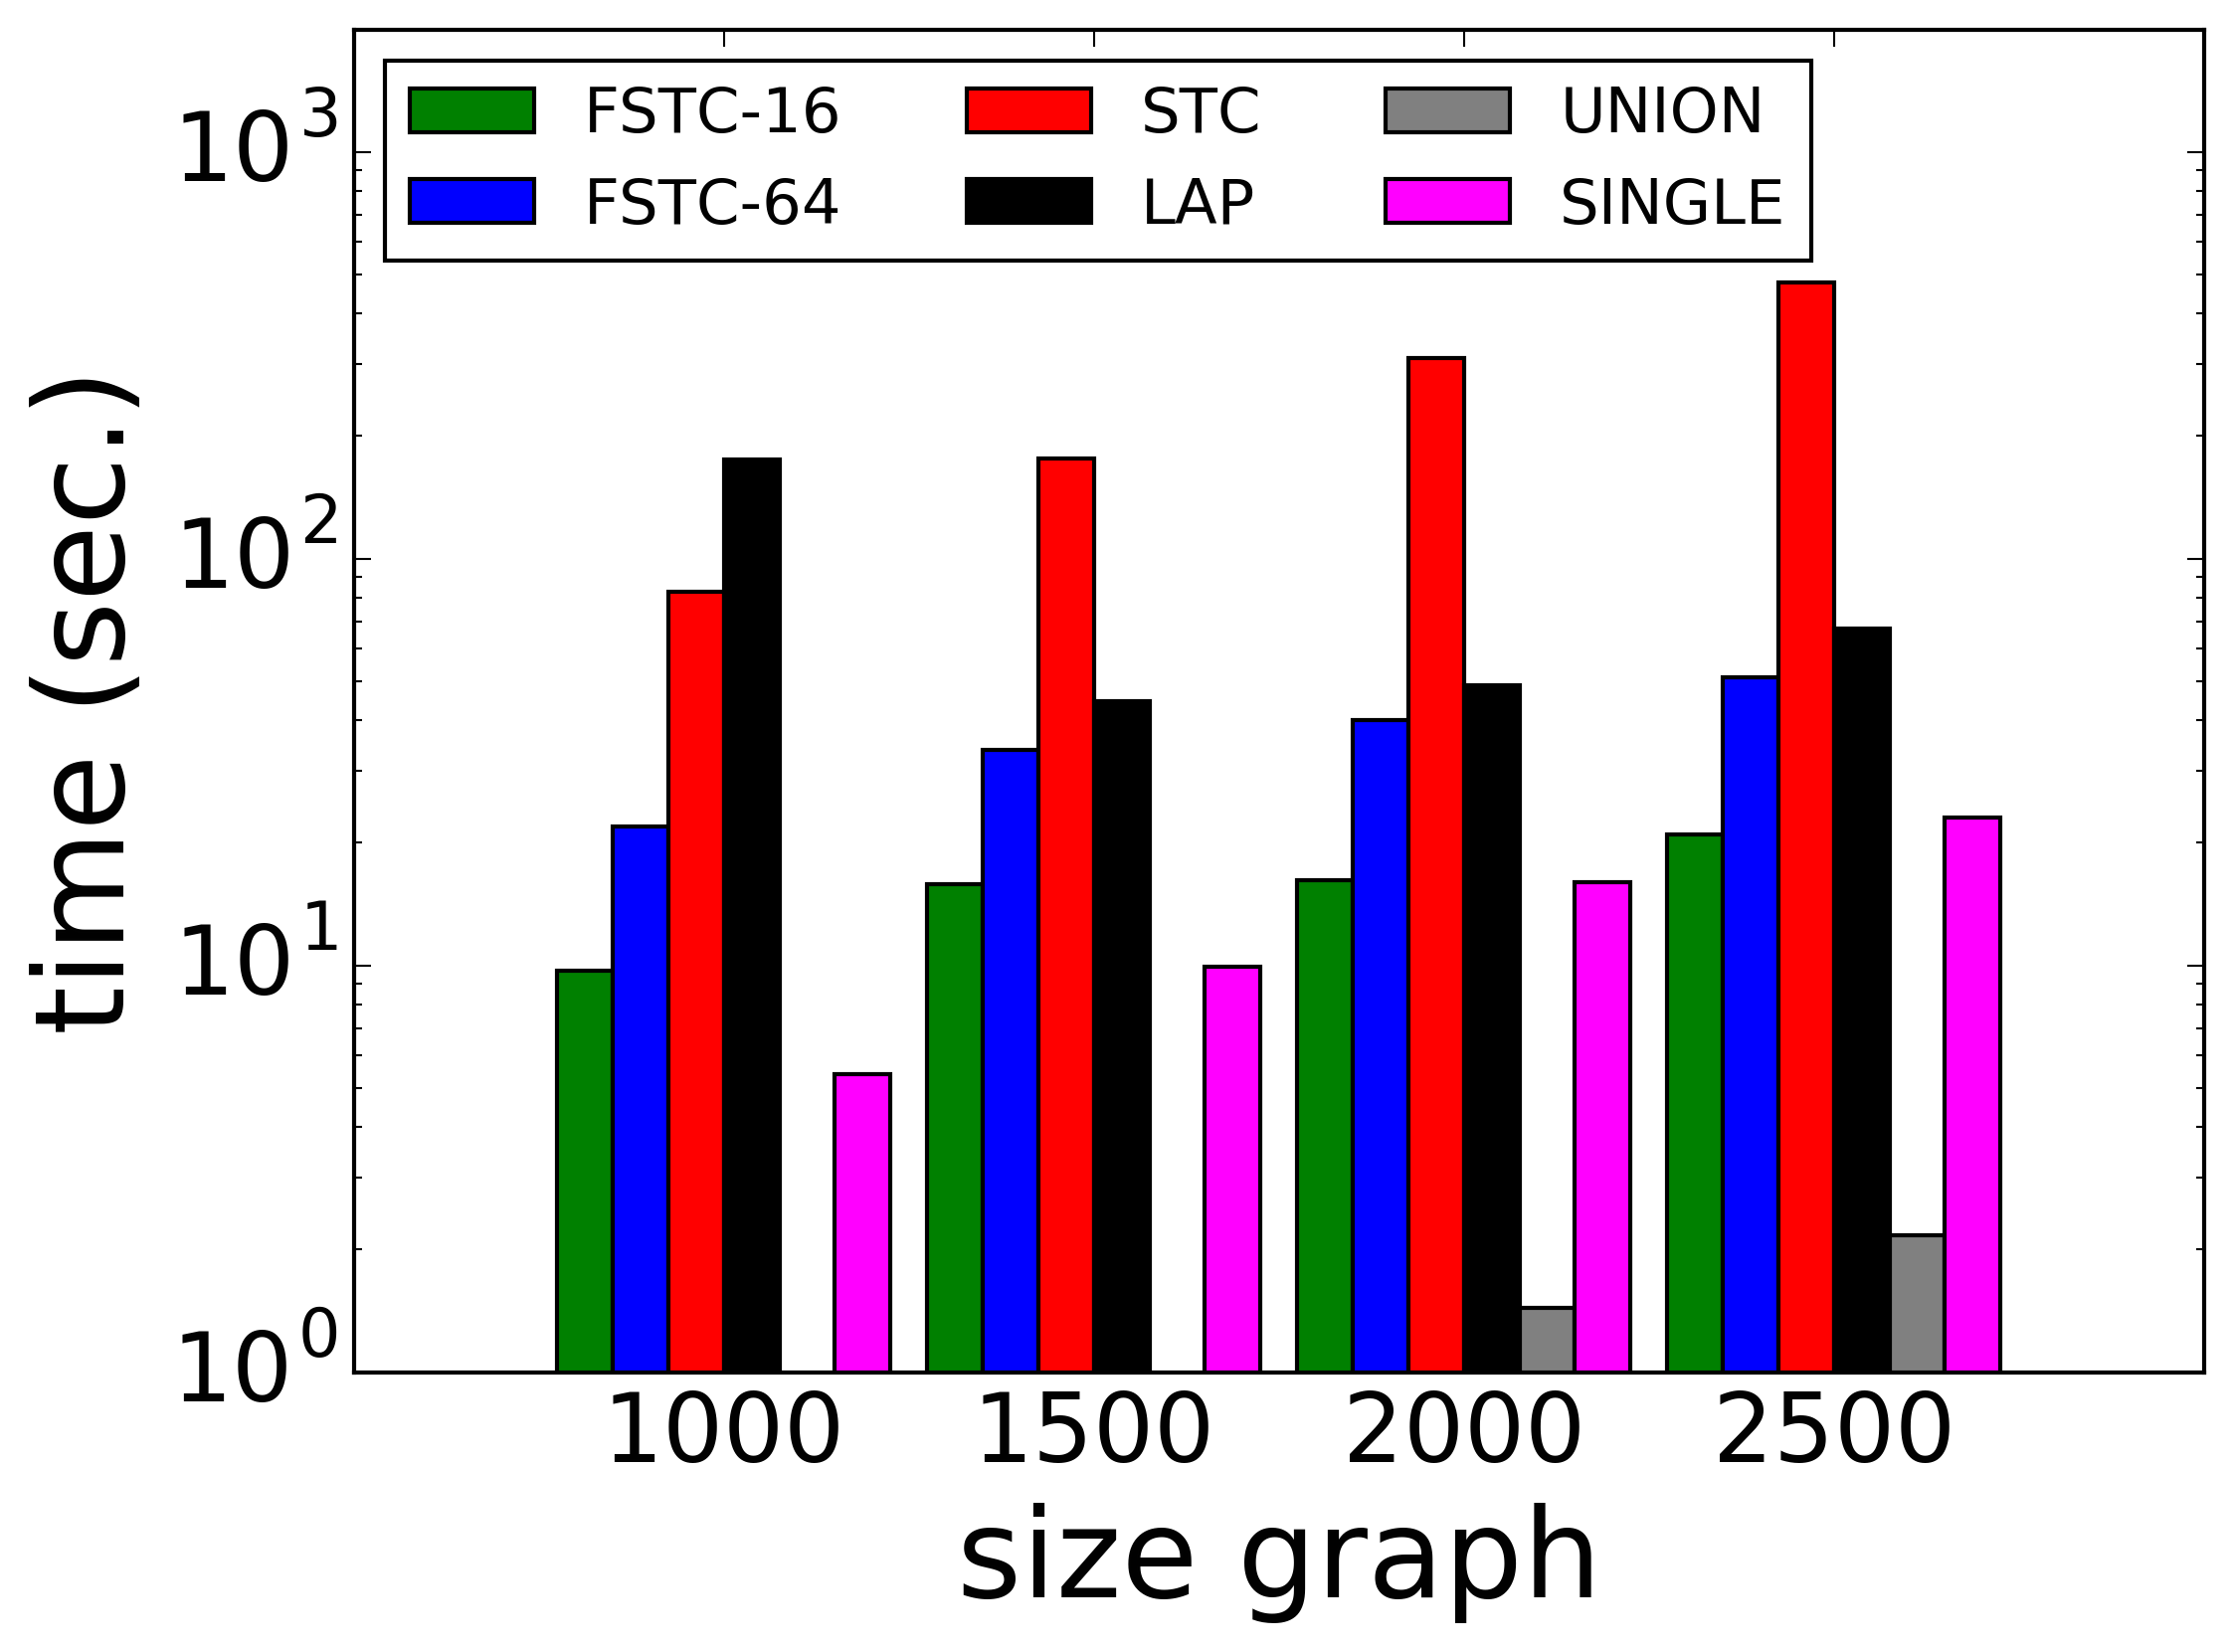 FSTC-16 STC UNION
FSTC-64 LAP SINGLE
10^3
10^2
10^1
10^0
time (sec.)
1000 1500 2000 2500
size graph